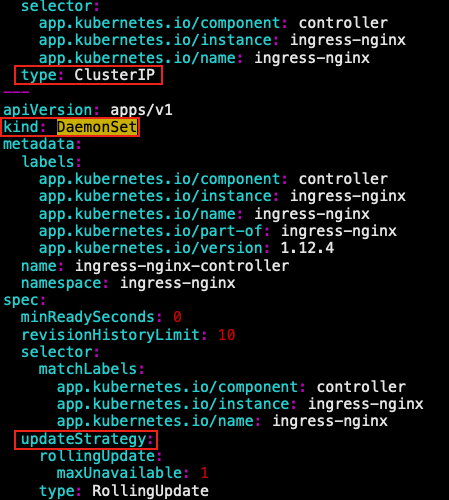 selector:
    app.kubernetes.io/component: controller
    app.kubernetes.io/instance: ingress-nginx
    app.kubernetes.io/name: ingress-nginx
  type: ClusterIP
---
apiVersion: apps/v1
kind: DaemonSet
metadata:
  labels:
    app.kubernetes.io/component: controller
    app.kubernetes.io/instance: ingress-nginx
    app.kubernetes.io/name: ingress-nginx
    app.kubernetes.io/part-of: ingress-nginx
    app.kubernetes.io/version: 1.12.4
  name: ingress-nginx-controller
  namespace: ingress-nginx
spec:
  minReadySeconds: 0
  revisionHistoryLimit: 10
  selector:
    matchLabels:
      app.kubernetes.io/component: controller
      app.kubernetes.io/instance: ingress-nginx
      app.kubernetes.io/name: ingress-nginx
  updateStrategy:
    rollingUpdate:
      maxUnavailable: 1
    type: RollingUpdate